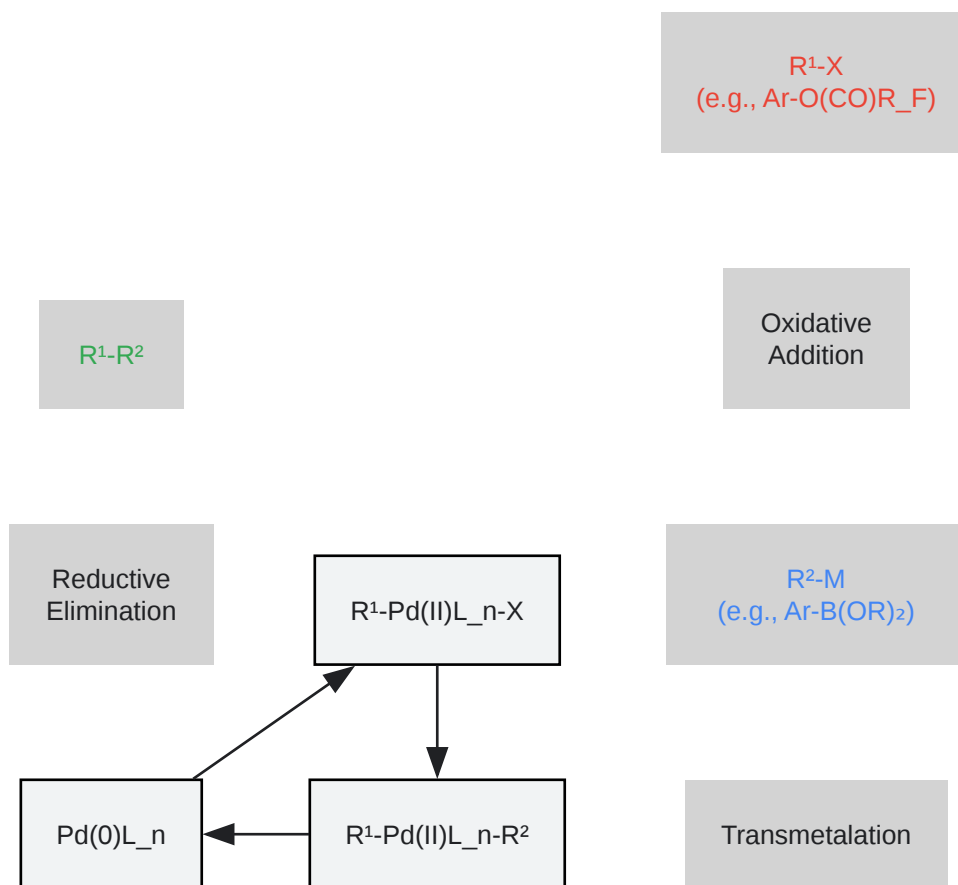 R¹-X
(e.g., Ar-O(CO)R_F)
Oxidative
Addition
R¹-R²
Reductive
Elimination
R¹-Pd(II)L_n-X
R²-M
(e.g., Ar-B(OR)₂)
Pd(0)L_n
R¹-Pd(II)L_n-R²
Transmetalation